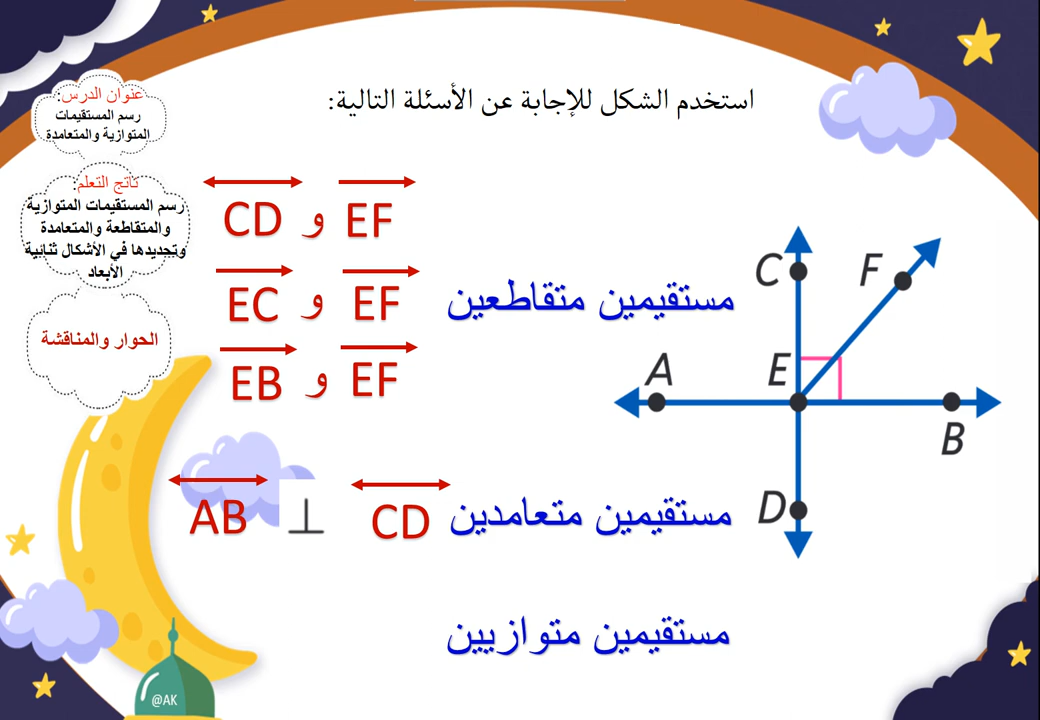 استخدم الشكل للإجابة عن الأسئلة التالية:
عنوان الدرس:
رسم المستقيمات
المتوازية والمتعامدة
ناتج التعلم:
رسم المستقيمات المتوازية
والمتقاطعة والمتعامدة
وتحديدها في الأشكال ثنائية
الأبعاد
الحوار والمناقشة
EF و CD
مستقيمين متقاطعين
EF و EC
EF و EB
مستقيمين متعامدين
CD ⊥ AB
مستقيمين متوازيين
C
F
A
E
B
D
@AK